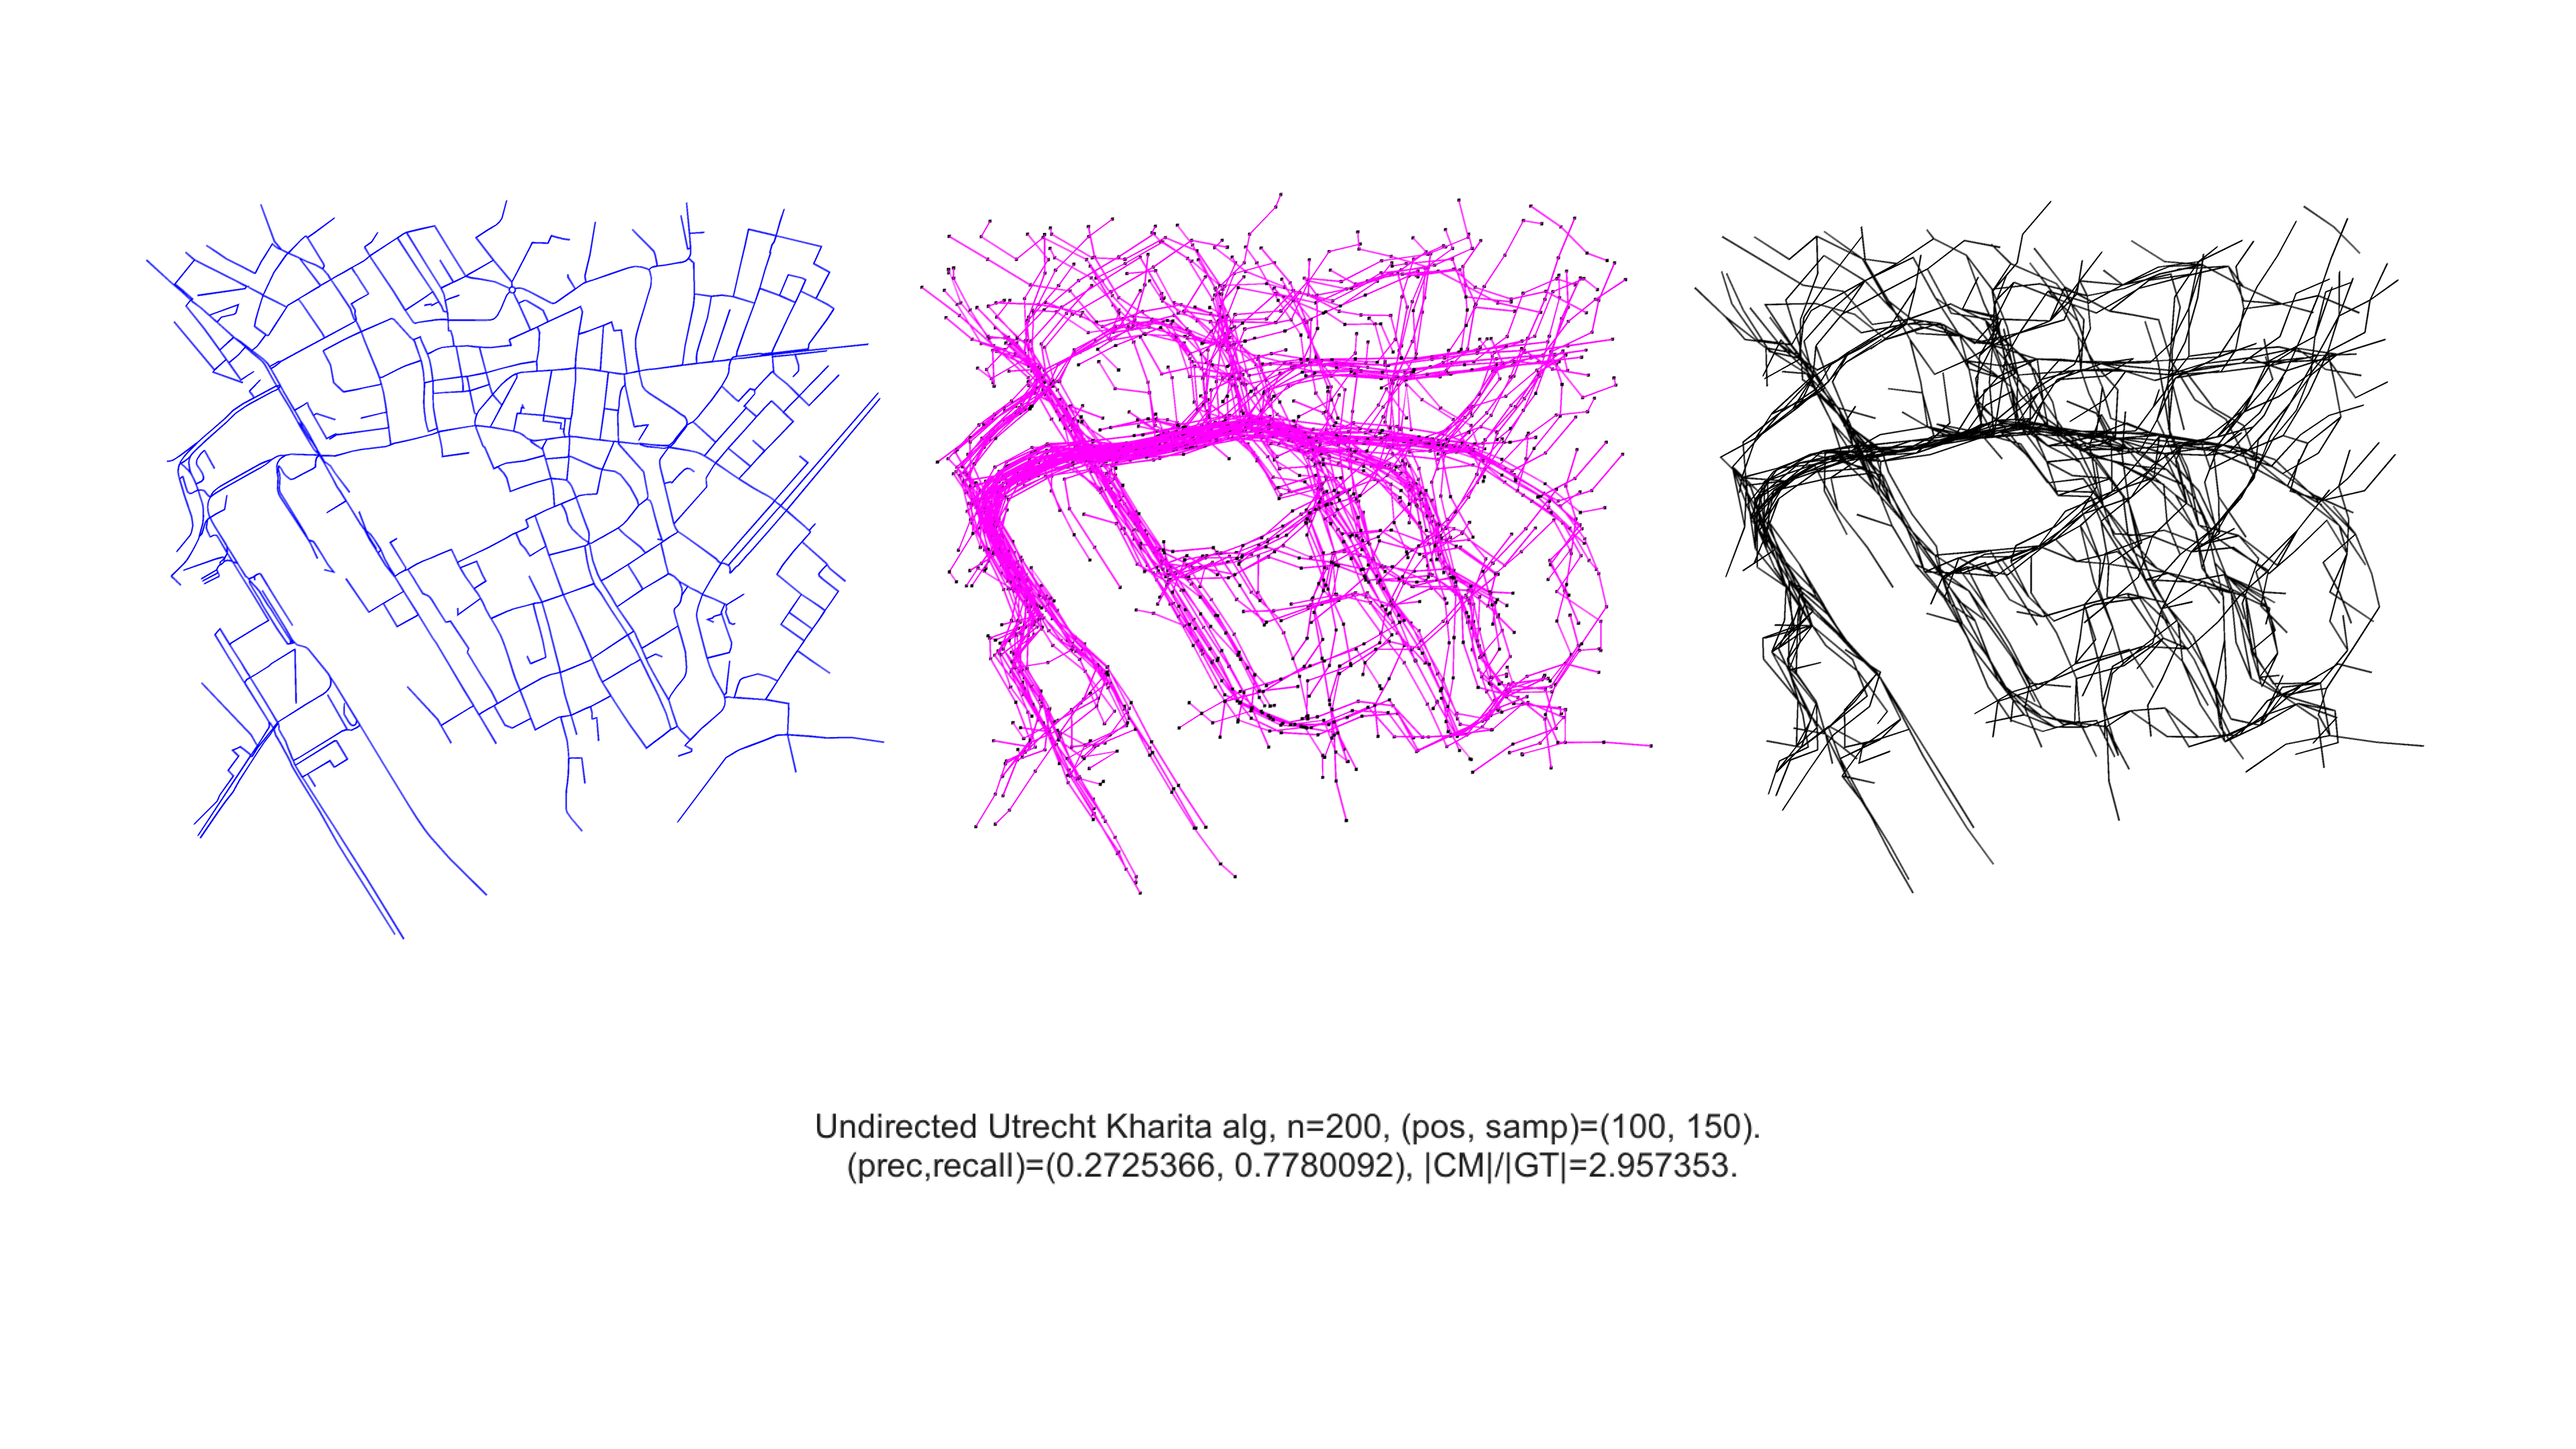 Undirected Utrecht Kharita alg, n=200, (pos, samp)=(100, 150).
(prec,recall)=(0.2725366, 0.7780092), |CM|/|GT|=2.957353.